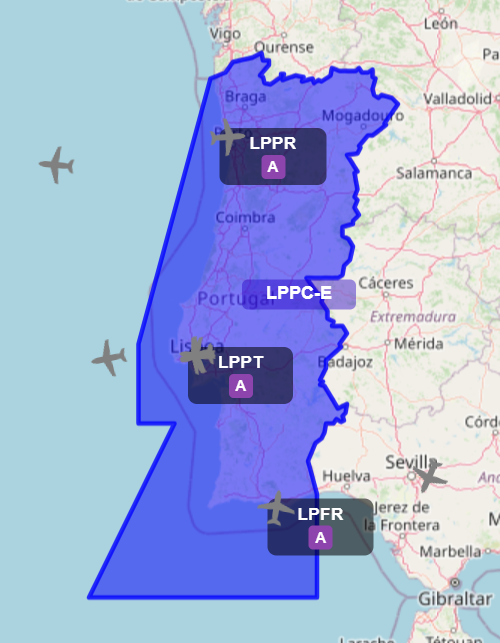 Vigo
León
Ourense
Braga
Valladolid
Mogadouro
LPPR
A
Salamanca
Coimbra
Cáceres
LPPC-E
Portugal
Extremadura
Mérida
Lisboa
Badajoz
LPPT
A
Sevilla
Huelva
LPFR
A
Jerez de
la Frontera
Marbella
Gibraltar